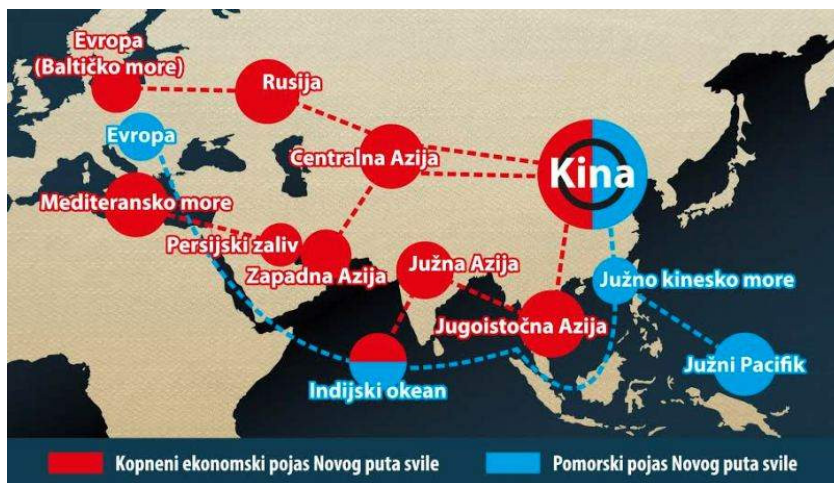 Evropa
(Baltičko more)
Rusija
Evropa
Centralna Azija
Kina
Mediteransko more
Persijski zaliv
Zapadna Azija
Južna Azija
Južno kinesko more
Jugoistočna Azija
Indijski okean
Južni Pacifik
Kopneni ekonomski pojas Novog puta svile
Pomorski pojas Novog puta svile